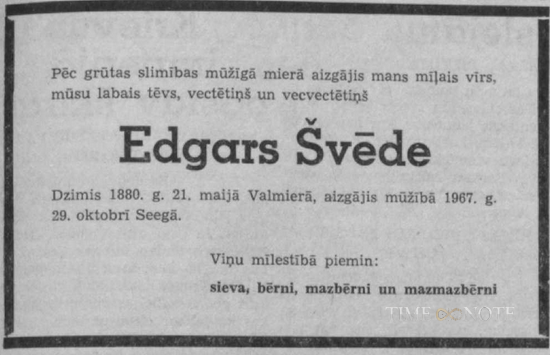 Pēc grūtas slimības mūžīgā mierā aizgājis mans mīļais vīrs,
mūsu labais tēvs, vectētiņš un vecvectētiņš
Edgars Švēde
Dzimis 1880. g. 21. maijā Valmierā, aizgājis mūžībā 1967. g.
29. oktobrī Seegā.
Viņu mīlestībā piemin:
sieva, bērni, mazbērni un mazmazbērni
TIMENOTE